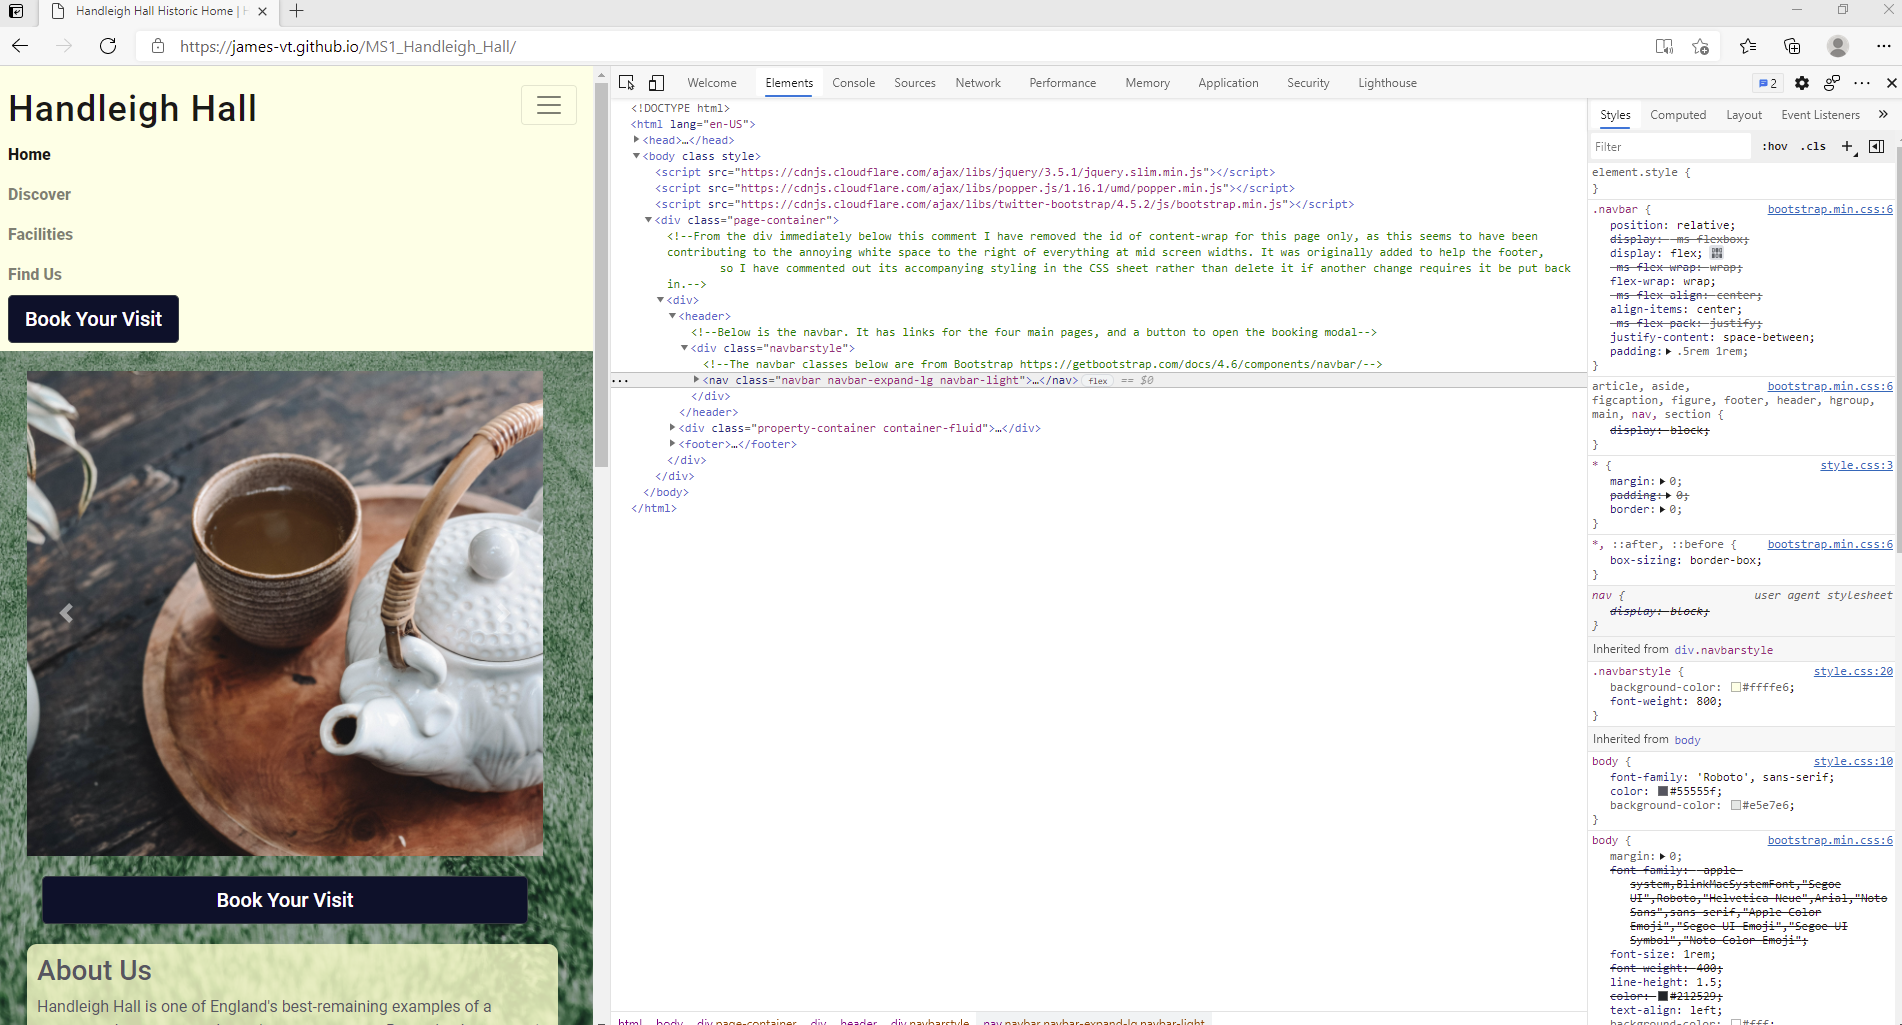 Handleigh Hall Historic Home | H
https://james-vt.github.io/MS1_Handleigh_Hall/
Handleigh Hall
Home
Discover
Facilities
Find Us
Book Your Visit
Book Your Visit
About Us
Handleigh Hall is one of England's best-remaining examples of a
Welcome Elements Console Sources Network Performance Memory Application Security Lighthouse 2
<!DOCTYPE html>
<html lang="en-US">
<head>…</head>
<body class style>
<script src="https://cdnjs.cloudflare.com/ajax/libs/jquery/3.5.1/jquery.slim.min.js"></script>
<script src="https://cdnjs.cloudflare.com/ajax/libs/popper.js/1.16.1/umd/popper.min.js"></script>
<script src="https://cdnjs.cloudflare.com/ajax/libs/twitter-bootstrap/4.5.2/js/bootstrap.min.js"></script>
<div class="page-container">
<!--From the div immediately below this comment I have removed the id of content-wrap for this page only, as this seems to have been
contributing to the annoying white space to the right of everything at mid screen widths. It was originally added to help the footer,
so I have commented out its accompanying styling in the CSS sheet rather than delete it if another change requires it be put back
in.-->
<div>
<header>
<!--Below is the navbar. It has links for the four main pages, and a button to open the booking modal-->
<div class="navbarstyle">
<!--The navbar classes below are from Bootstrap https://getbootstrap.com/docs/4.6/components/navbar/-->
<nav class="navbar navbar-expand-lg navbar-light">…</nav> flex == $0
</div>
</header>
<div class="property-container container-fluid">…</div>
<footer>…</footer>
</div>
</div>
</body>
</html>
html body div.page-container div header div.navbarstyle nav.navbar.navbar-expand-lg.navbar-light
Styles Computed Layout Event Listeners
Filter :hov .cls
element.style {
}
.navbar { bootstrap.min.css:6
position: relative;
display: -ms-flexbox;
display: flex;
-ms-flex-wrap: wrap;
flex-wrap: wrap;
-ms-flex-align: center;
align-items: center;
-ms-flex-pack: justify;
justify-content: space-between;
padding: .5rem 1rem;
}
article, aside, bootstrap.min.css:6
figcaption, figure, footer, header, hgroup,
main, nav, section {
display: block;
}
* { style.css:3
margin: 0;
padding: 0;
border: 0;
}
*, ::after, ::before { bootstrap.min.css:6
box-sizing: border-box;
}
nav { user agent stylesheet
display: block;
}
Inherited from div.navbarstyle
.navbarstyle { style.css:20
background-color: #ffffe6;
font-weight: 800;
}
Inherited from body
body { style.css:10
font-family: 'Roboto', sans-serif;
color: #55555f;
background-color: #e5e7e6;
}
body { bootstrap.min.css:6
margin: 0;
font-family: -apple-
system,BlinkMacSystemFont,"Segoe
UI",Roboto,"Helvetica Neue",Arial,"Noto
Sans",sans-serif,"Apple Color
Emoji","Segoe UI Emoji","Segoe UI
Symbol","Noto Color Emoji";
font-size: 1rem;
font-weight: 400;
line-height: 1.5;
color: #212529;
text-align: left;
background-color: #fff;